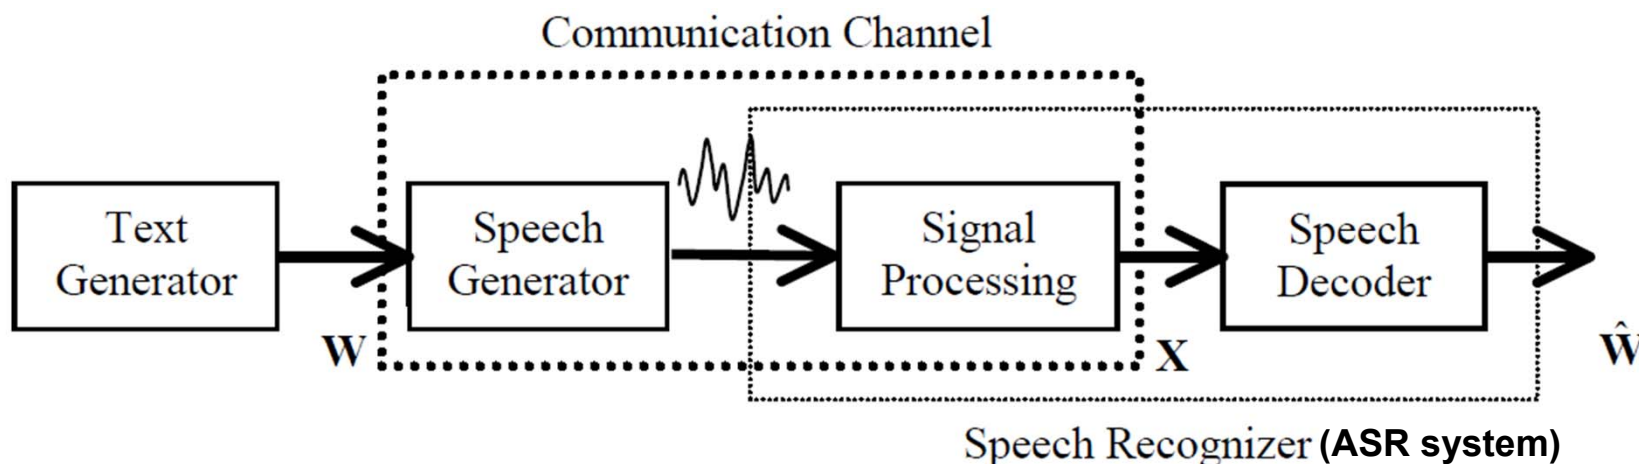 Communication Channel
Text
Generator
Speech
Generator
Signal
Processing
Speech
Decoder
W
X
Ŵ
Speech Recognizer (ASR system)